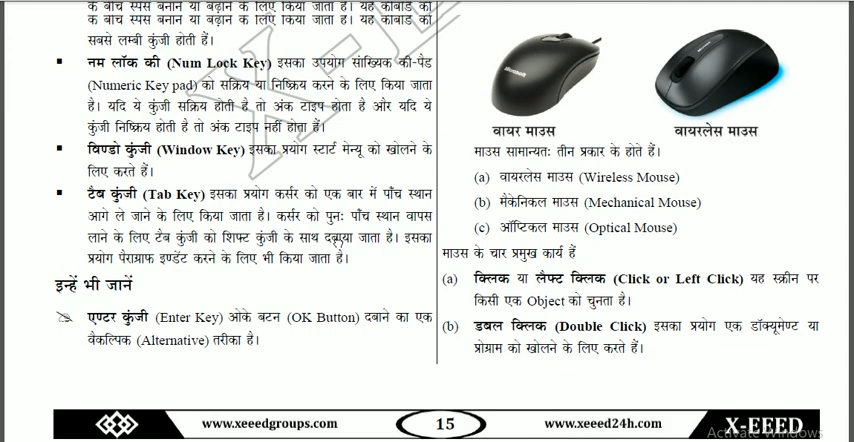 क बीच स्पेस बनाने या बढ़ाने के लिए किया जाता है। यह कीबोर्ड की
सबसे लम्बी कुंजी होती हैं।
▪ नम लॉक की (Num Lock Key) इसका उपयोग सांख्यिक की-पैड
(Numeric Key pad) को सक्रिय या निष्क्रिय करने के लिए किया जाता
है। यदि ये कुंजी सक्रिय होती है तो अंक टाइप होता है और यदि ये
कुंजी निष्क्रिय होती है तो अंक टाइप नहीं होता हैं।
▪ विण्डो कुंजी (Window Key) इसका प्रयोग स्टार्ट मेन्यू को खोलने के
लिए करते हैं।
▪ टैब कुंजी (Tab Key) इसका प्रयोग कर्सर को एक बार में पाँच स्थान
आगे ले जाने के लिए किया जाता है। कर्सर को पुनः पाँच स्थान वापस
लाने के लिए टैब कुंजी को शिफ्ट कुंजी के साथ दबाया जाता है। इसका
प्रयोग पैराग्राफ इण्डेंट करने के लिए भी किया जाता है।
इन्हें भी जानें
एण्टर कुंजी (Enter Key) ओके बटन (OK Button) दबाने का एक
वैकल्पिक (Alternative) तरीका है।
Microsoft
वायर माउस
वायरलेस माउस
माउस सामान्यतः तीन प्रकार के होते हैं।
(a) वायरलेस माउस (Wireless Mouse)
(b) मैकेनिकल माउस (Mechanical Mouse)
(c) ऑप्टिकल माउस (Optical Mouse)
माउस के चार प्रमुख कार्य हैं
(a) क्लिक या लैफ्ट क्लिक (Click or Left Click) यह स्क्रीन पर
किसी एक Object को चुनता है।
(b) डबल क्लिक (Double Click) इसका प्रयोग एक डॉक्यूमेण्ट या
प्रोग्राम को खोलने के लिए करते हैं।
www.xeeedgroups.com
15
www.xeeed24h.com
X-EEED
Activate Windows